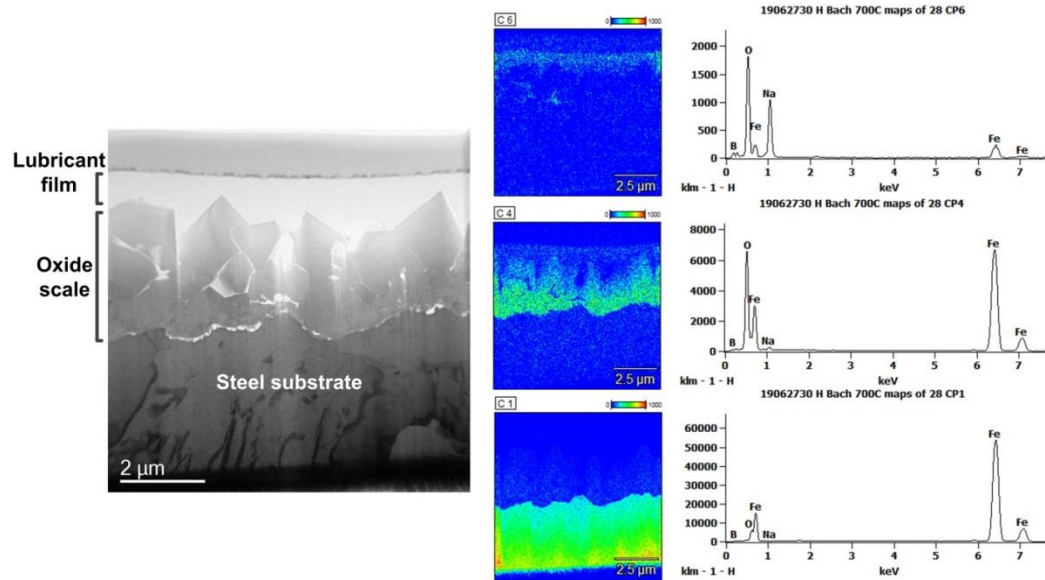 Lubricant
film
Oxide
scale
Steel substrate
2 µm
C 6
0
1000
2.5 µm
C 4
0
1000
2.5 µm
C 1
0
1000
2.5 µm
19062730 H Bach 700C maps of 28 CP6
2000
1500
1000
500
0
B
O
Fe
Na
Fe
Fe
0 1 2 3 4 5 6 7
klm - 1 - H
keV
19062730 H Bach 700C maps of 28 CP4
8000
6000
4000
2000
0
B
O
Fe
Na
Fe
Fe
0 1 2 3 4 5 6 7
klm - 1 - H
keV
19062730 H Bach 700C maps of 28 CP1
60000
50000
40000
30000
20000
10000
0
B
O
Fe
Na
Fe
Fe
0 1 2 3 4 5 6 7
klm - 1 - H
keV